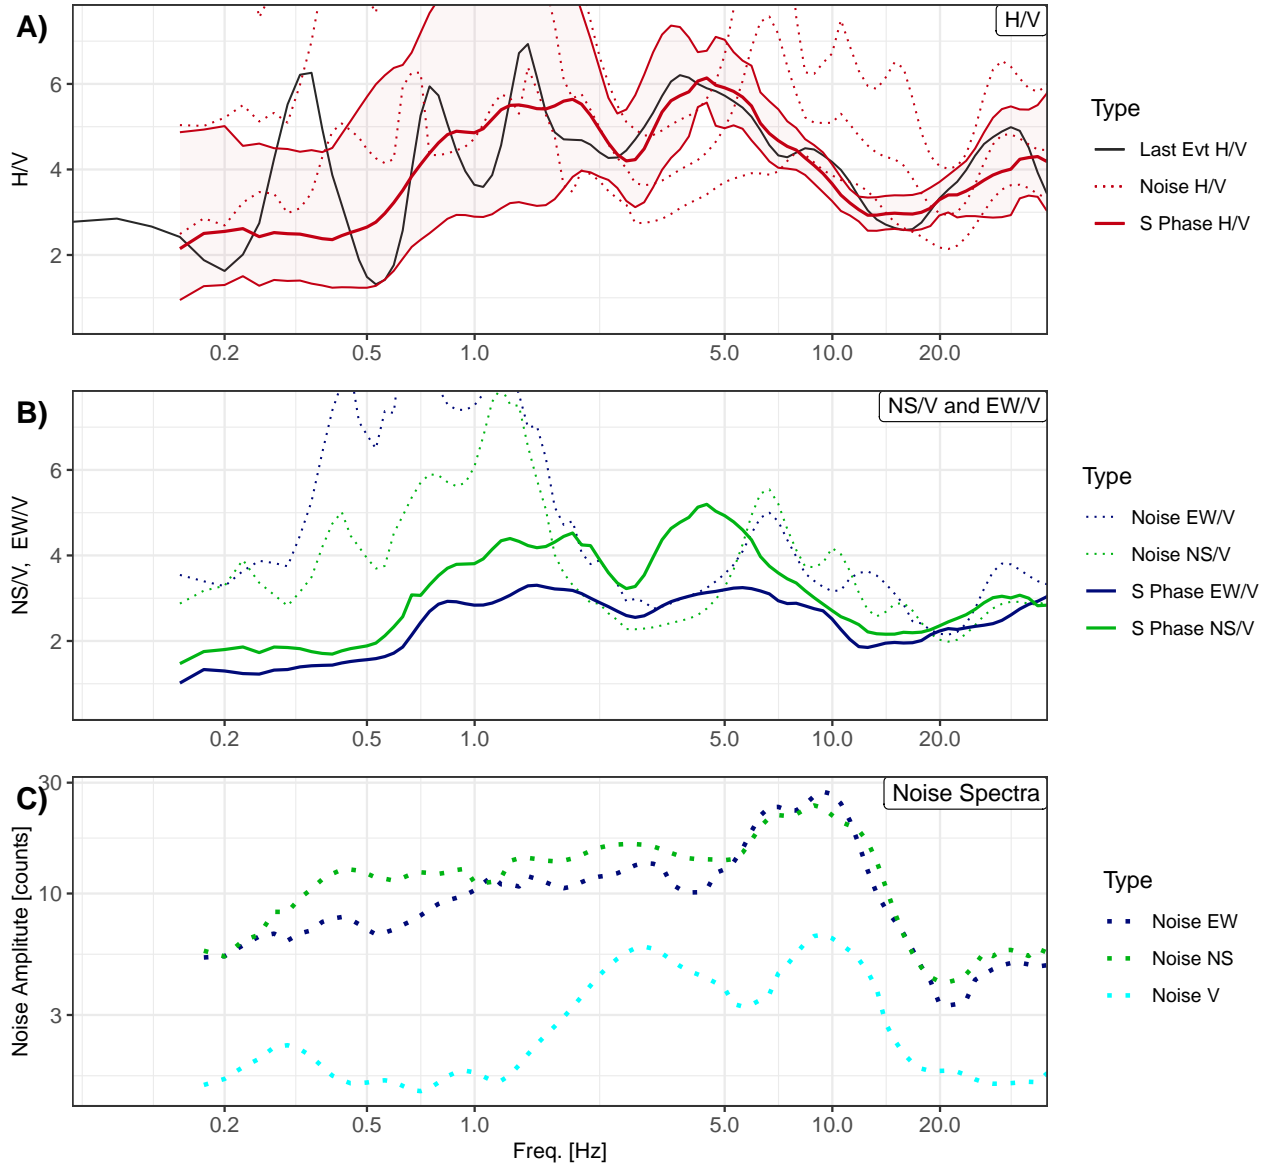 A)
H/V
6
4
2
H/V
0.2 0.5 1.0 5.0 10.0 20.0
Type
Last Evt H/V
Noise H/V
S Phase H/V
B)
NS/V and EW/V
6
4
2
NS/V, EW/V
0.2 0.5 1.0 5.0 10.0 20.0
Type
Noise EW/V
Noise NS/V
S Phase EW/V
S Phase NS/V
C)
Noise Spectra
30
10
3
Noise Amplitute [counts]
0.2 0.5 1.0 5.0 10.0 20.0
Freq. [Hz]
Type
Noise EW
Noise NS
Noise V